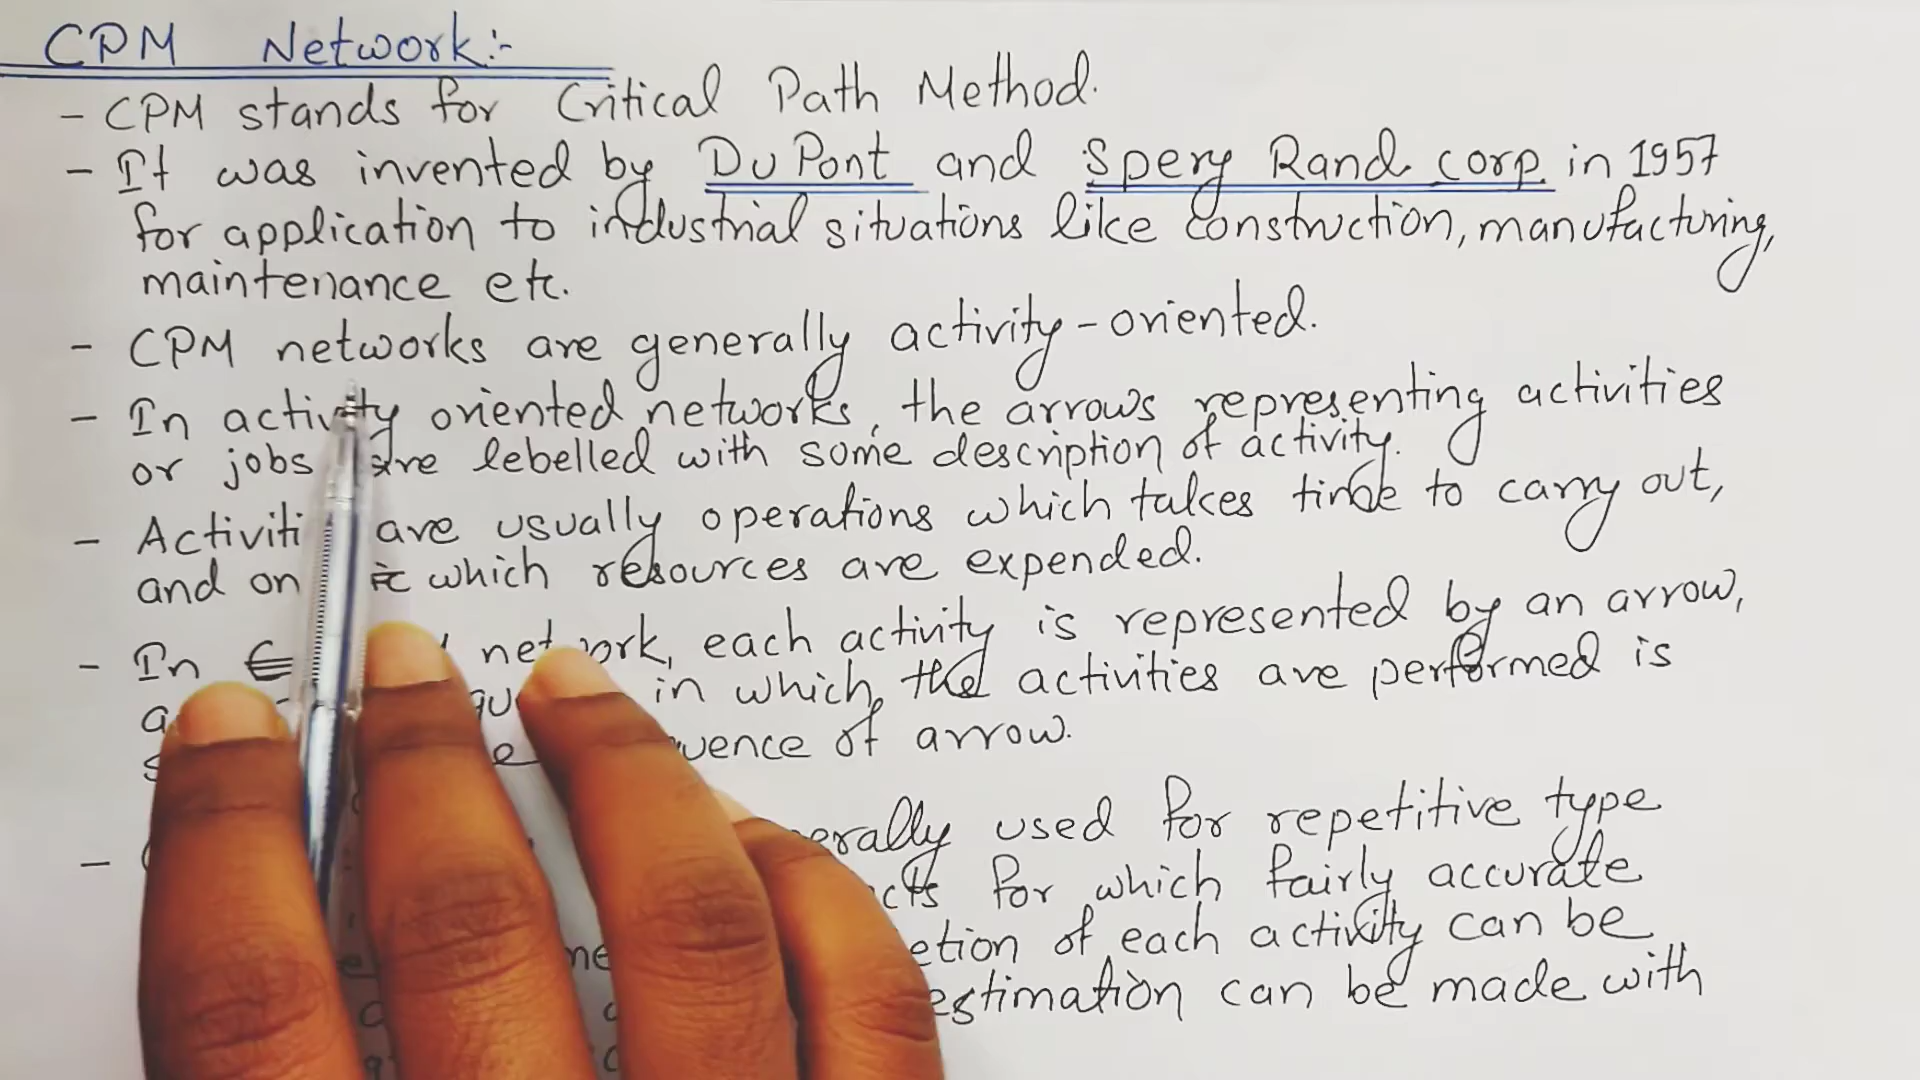 CPM Network:-
- CPM stands for Critical Path Method.
- It was invented by DuPont and Spery Rand corp. in 1957
for application to industrial situations like construction, manufacturing,
maintenance etc.
- CPM networks are generally activity-oriented.
- In activity oriented networks, the arrows representing activities
or jobs are lebelled with some description of activity.
- Activiti are usually operations which takes time to carry out,
and on which resources are expended.
- In network, each activity is represented by an arrow,
in which the activities are performed is
uence of arrow.
- erally used for repetitive type
cts for which fairly accurate
etion of each activity can be
estimation can be made with